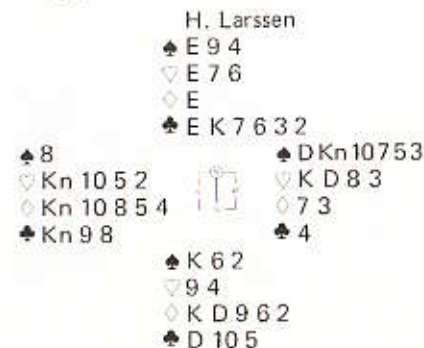 H. Larssen
♠ E 9 4
♡ E 7 6
♢ E
♣ E K 7 6 3 2
♠ 8
♡ Kn 10 5 2
♢ Kn 10 8 5 4
♣ Kn 9 8
♠ D Kn 10 7 5 3
♡ K D 8 3
♢ 7 3
♣ 4
♠ K 6 2
♡ 9 4
♢ K D 9 6 2
♣ D 10 5